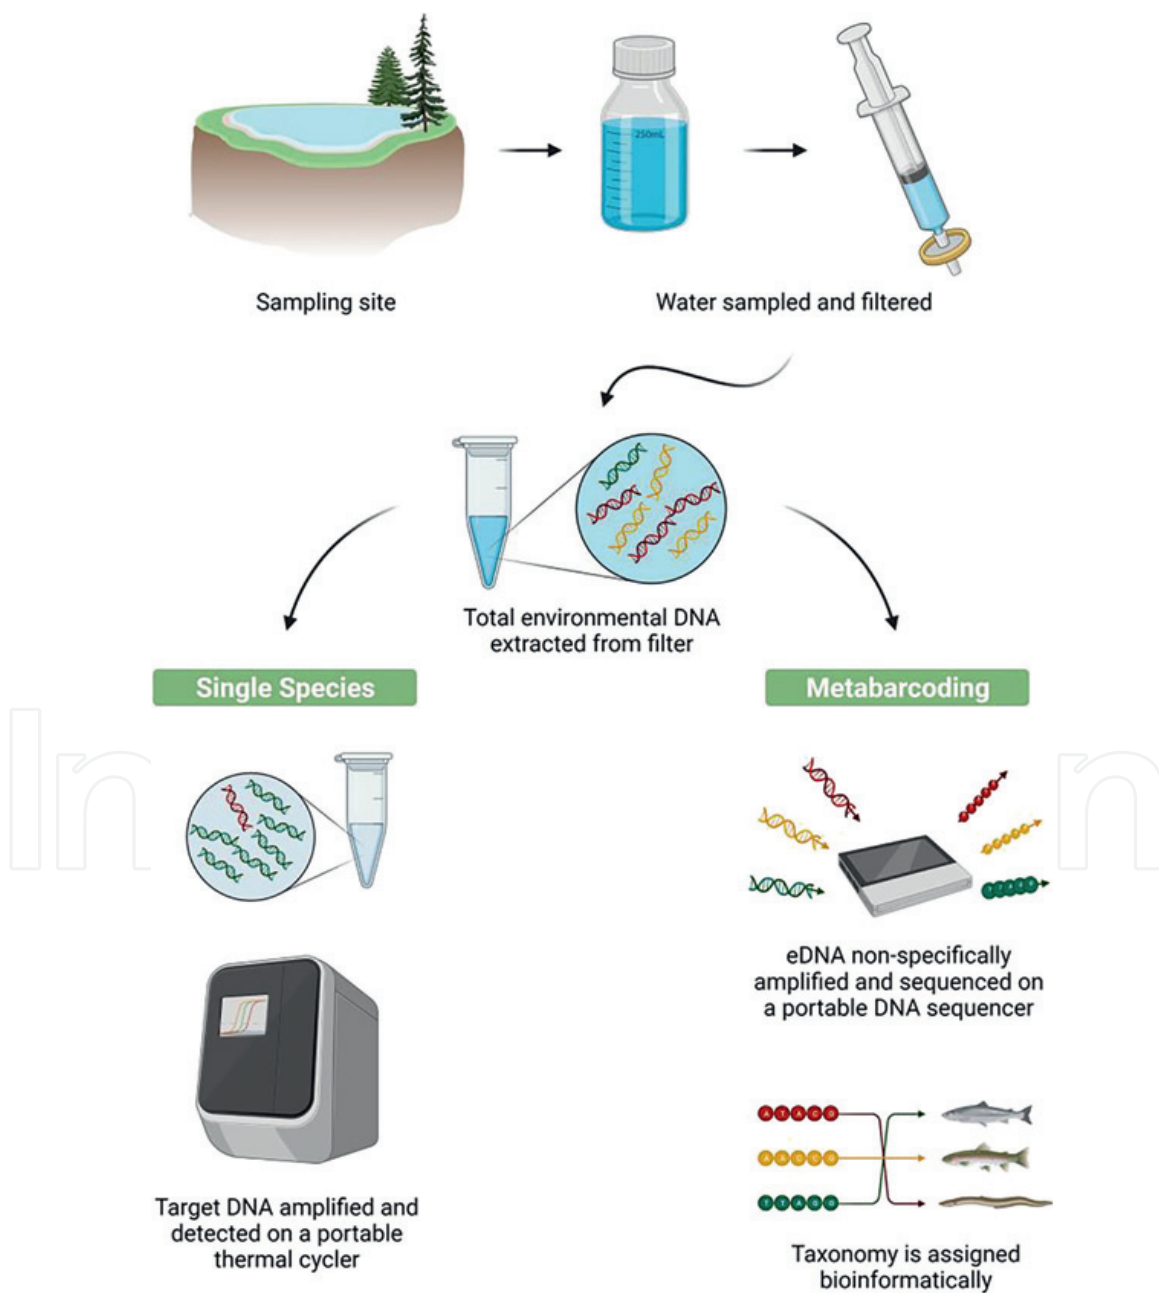 250mL
Sampling site
Water sampled and filtered
Total environmental DNA
extracted from filter
Single Species
Metabarcoding
eDNA non-specifically
amplified and sequenced on
a portable DNA sequencer
Target DNA amplified and
detected on a portable
thermal cycler
A T A C G
A A C C G
T T A G G
Taxonomy is assigned
bioinformatically